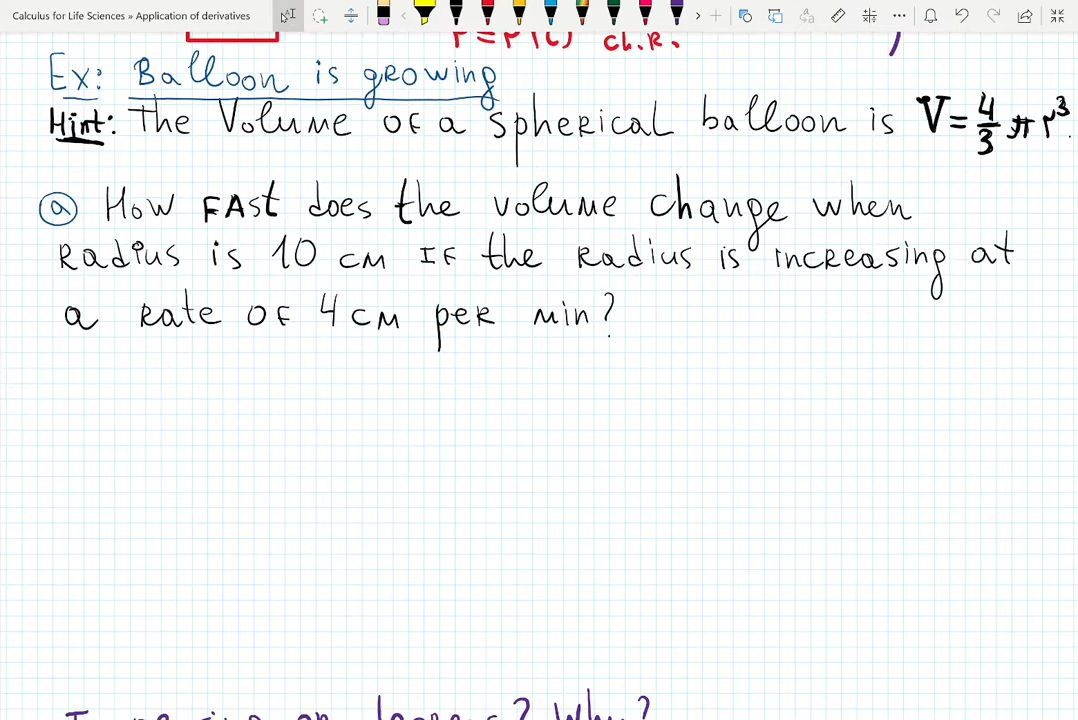 Calculus for Life Sciences » Application of derivatives
Ch.R.
Ex: Balloon is growing
Hint: The Volume of a spherical balloon is V = 4/3 π r³.
a How FAST does the volume change when
Radius is 10 cm IF the radius is increasing at
a rate of 4 cm per min?
Why?